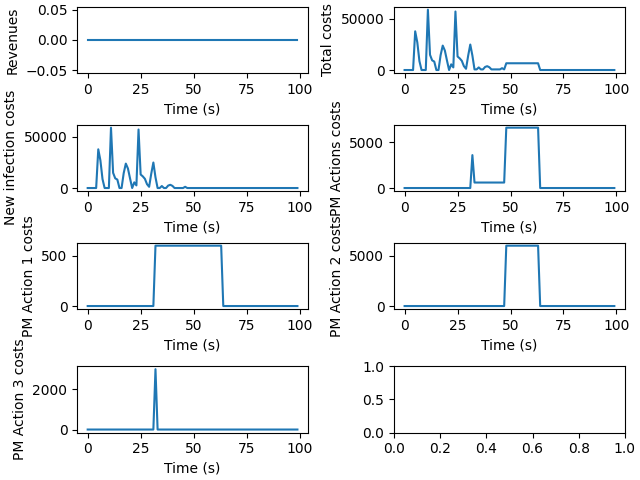 Revenues
0.05
0.00
−0.05
0 25 50 75 100
Time (s)
Total costs
50000
0
0 25 50 75 100
Time (s)
New infection costs
50000
0
0 25 50 75 100
Time (s)
PM Actions costs
5000
0
0 25 50 75 100
Time (s)
PM Action 1 costs
500
0
0 25 50 75 100
Time (s)
PM Action 2 costs
5000
0
0 25 50 75 100
Time (s)
PM Action 3 costs
2000
0
0 25 50 75 100
Time (s)
1.0
0.5
0.0
0.0 0.2 0.4 0.6 0.8 1.0